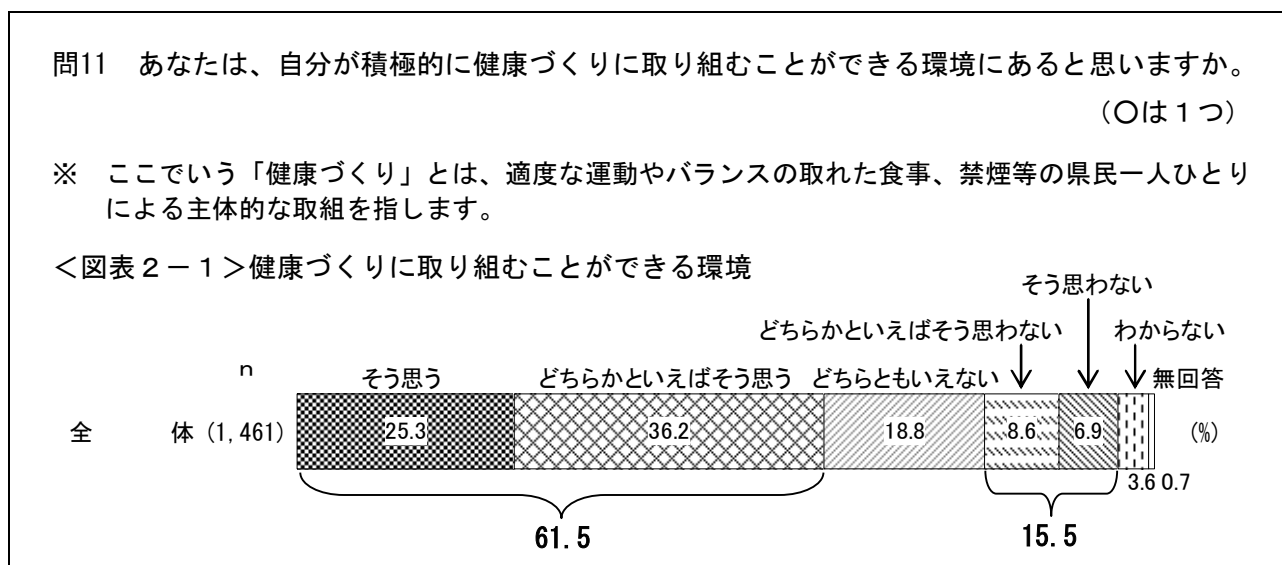 問11　あなたは、自分が積極的に健康づくりに取り組むことができる環境にあると思いますか。
（〇は１つ）
※　ここでいう「健康づくり」とは、適度な運動やバランスの取れた食事、禁煙等の県民一人ひとり
による主体的な取組を指します。
＜図表２－１＞健康づくりに取り組むことができる環境
そう思わない
どちらかといえばそう思わない　わからない
n　そう思う　どちらかといえばそう思う　どちらともいえない　無回答
全　体 (1,461)　25.3　36.2　18.8　8.6　6.9　(%)
3.6 0.7
61.5　15.5